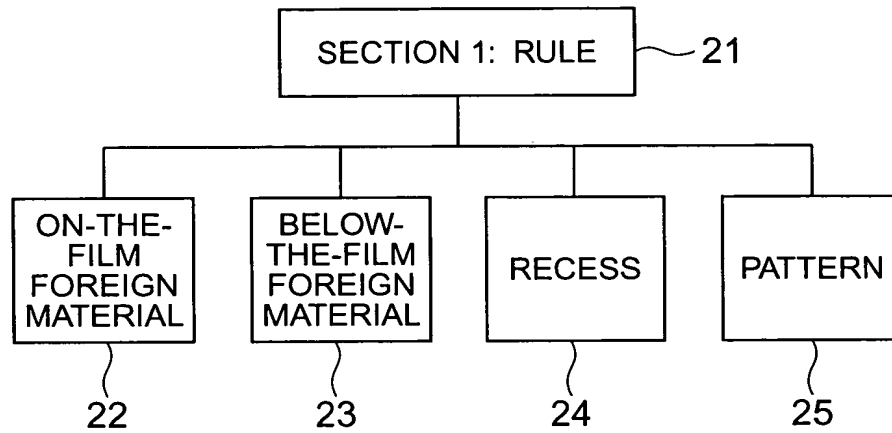 SECTION 1: RULE
21
ON-THE-
FILM
FOREIGN
MATERIAL
BELOW-
THE-FILM
FOREIGN
MATERIAL
RECESS
PATTERN
22
23
24
25